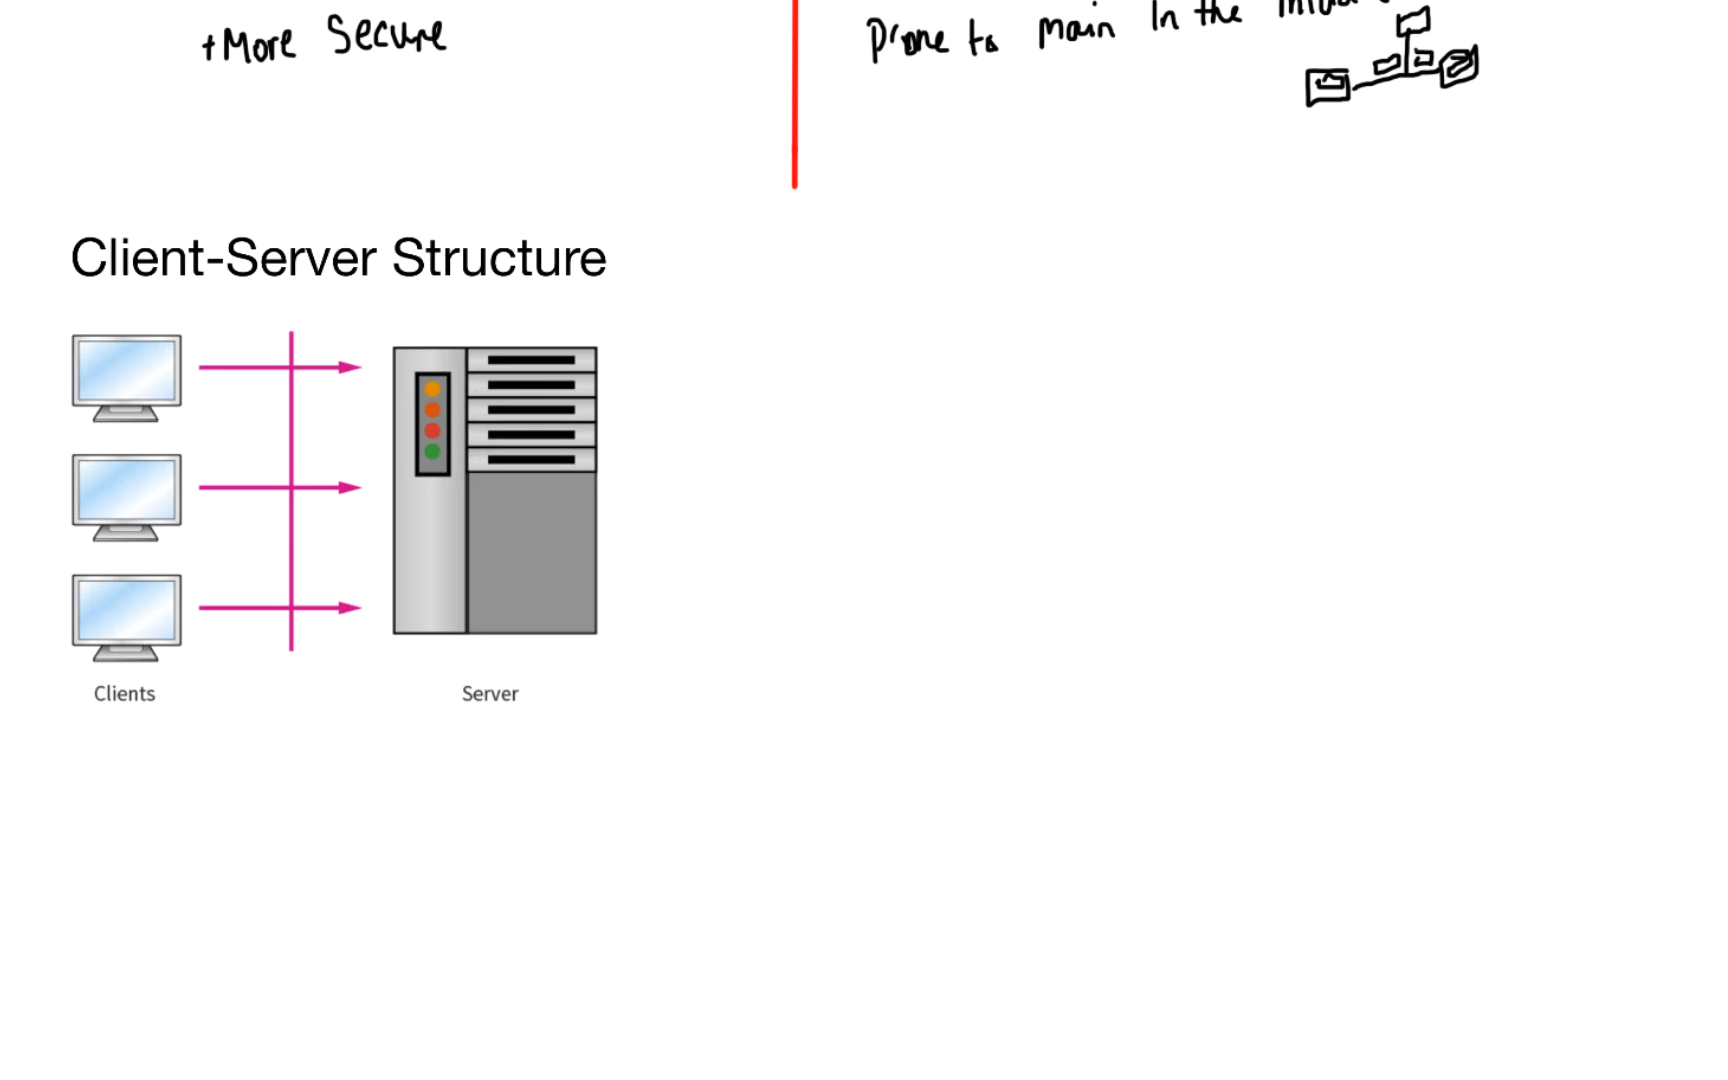 +More Secure
Prone to main in the
Client-Server Structure
Clients
Server